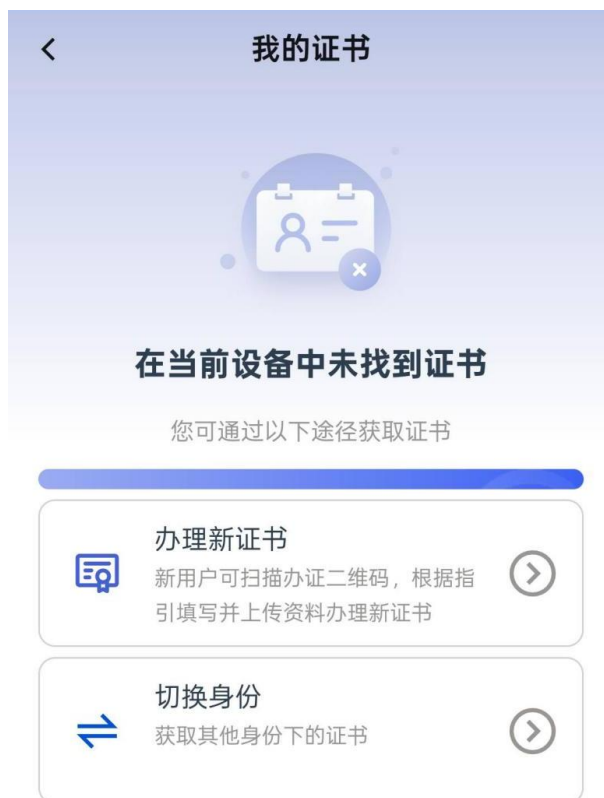 我的证书
在当前设备中未找到证书
您可通过以下途径获取证书
办理新证书
新用户可扫描办证二维码，根据指
引填写并上传资料办理新证书
切换身份
获取其他身份下的证书